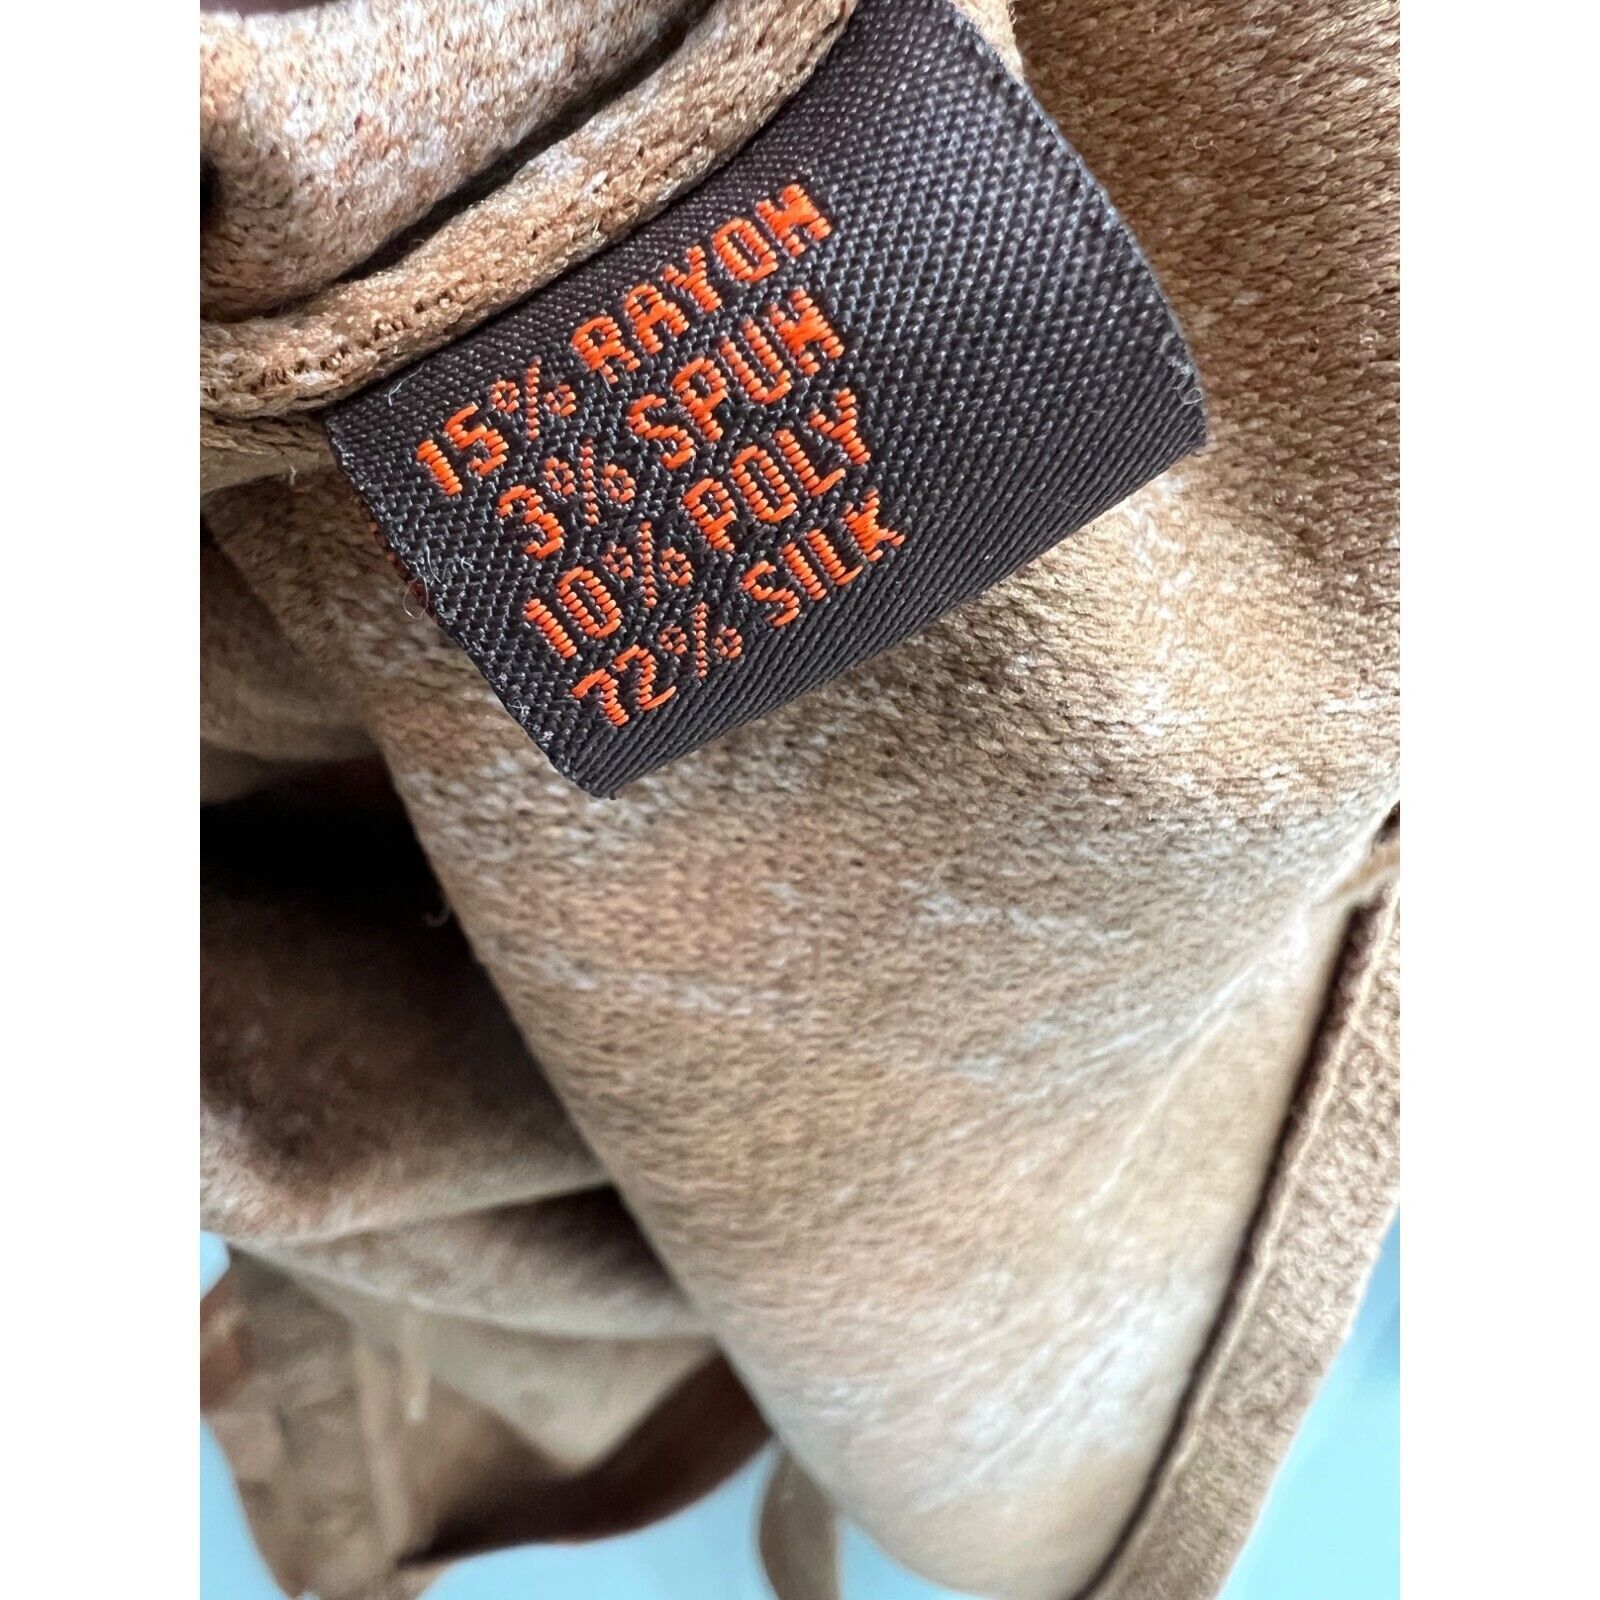 15% RAYON
3% SPUN
10% POLY
72% SILK